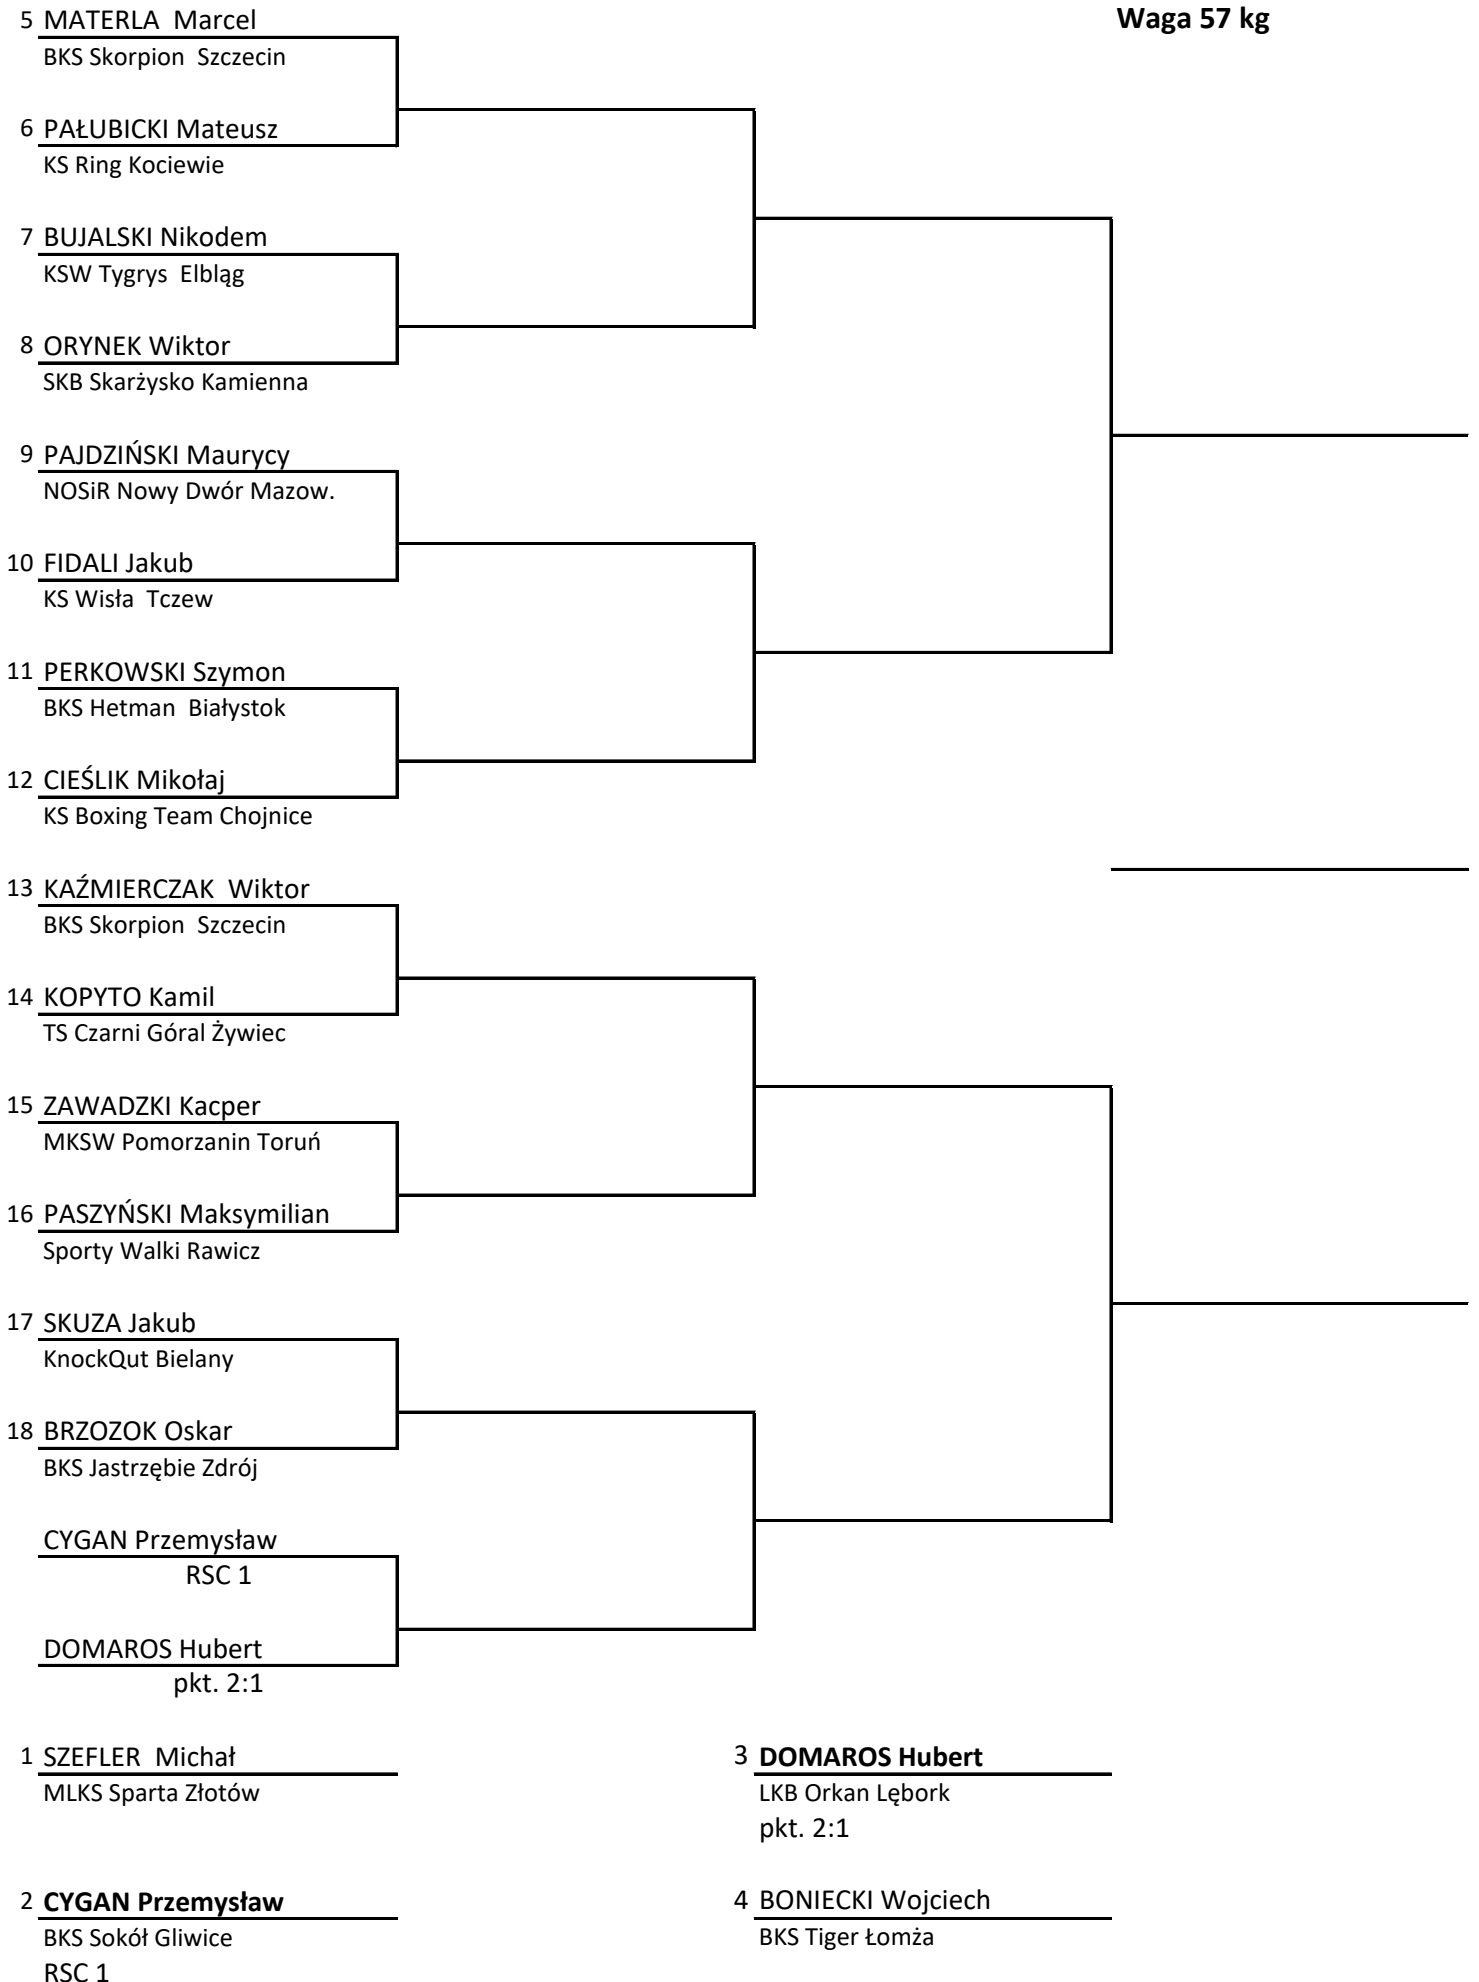 Waga 57 kg
5 MATERLA Marcel
BKS Skorpion Szczecin
6 PAŁUBICKI Mateusz
KS Ring Kociewie
7 BUJALSKI Nikodem
KSW Tygrys Elbląg
8 ORYNEK Wiktor
SKB Skarżysko Kamienna
9 PAJDZIŃSKI Maurycy
NOSiR Nowy Dwór Mazow.
10 FIDALI Jakub
KS Wisła Tczew
11 PERKOWSKI Szymon
BKS Hetman Białystok
12 CIEŚLIK Mikołaj
KS Boxing Team Chojnice
13 KAŹMIERCZAK Wiktor
BKS Skorpion Szczecin
14 KOPYTO Kamil
TS Czarni Góral Żywiec
15 ZAWADZKI Kacper
MKSW Pomorzanin Toruń
16 PASZYŃSKI Maksymilian
Sporty Walki Rawicz
17 SKUZA Jakub
KnockQut Bielany
18 BRZOZOK Oskar
BKS Jastrzębie Zdrój
CYGAN Przemysław
RSC 1
DOMAROS Hubert
pkt. 2:1
1 SZEFLER Michał
MLKS Sparta Złotów
2 CYGAN Przemysław
BKS Sokół Gliwice
RSC 1
3 DOMAROS Hubert
LKB Orkan Lębork
pkt. 2:1
4 BONIECKI Wojciech
BKS Tiger Łomża